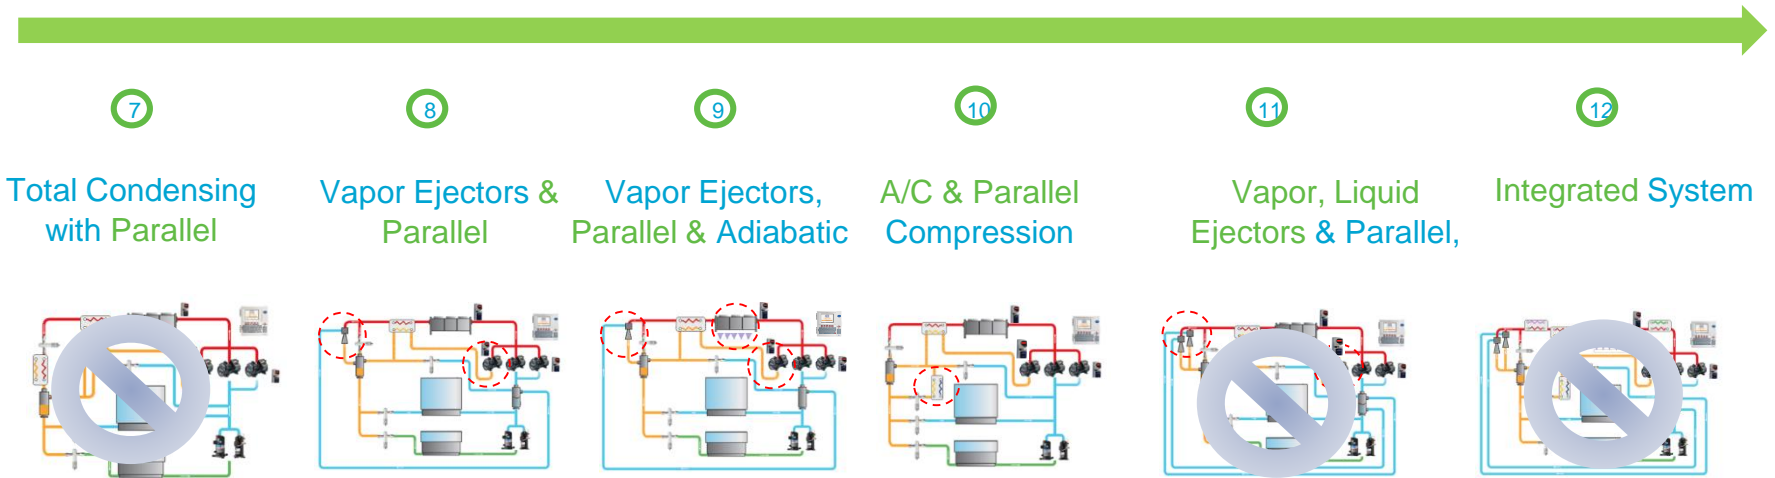 7
8
9
10
11
12
Total Condensing
with Parallel
Vapor Ejectors &
Parallel
Vapor Ejectors,
Parallel & Adiabatic
A/C & Parallel
Compression
Vapor, Liquid
Ejectors & Parallel,
Integrated System